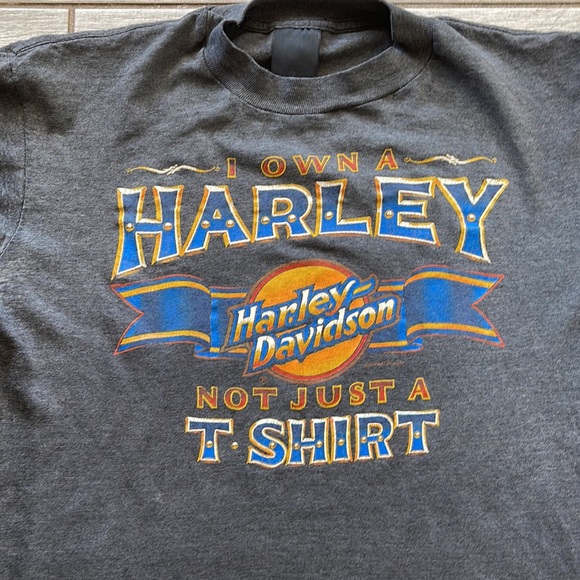 I OWN A
HARLEY
Harley-
Davidson
NOT JUST A
T-SHIRT